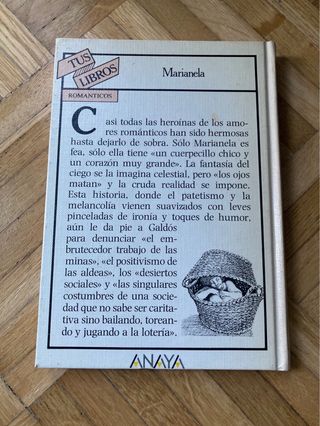 Marianela
TUS
LIBROS
ROMANTICOS
Casi todas las heroínas de los amo-
res románticos han sido hermosas
hasta dejarlo de sobra. Sólo Marianela es
fea, sólo ella tiene «un cuerpecillo chico y
un corazón muy grande». La fantasía del
ciego se la imagina celestial, pero «los ojos
matan» y la cruda realidad se impone.
Esta historia, donde el patetismo y la
melancolía vienen suavizados con leves
pinceladas de ironía y toques de humor,
aún le da pie a Galdós
para denunciar «el em-
brutecedor trabajo de las
minas», «el positivismo de
las aldeas», los «desiertos
sociales» y «las singulares
costumbres de una socie-
dad que no sabe ser carita-
tiva sino bailando, torean-
do y jugando a la lotería».
ANAYA